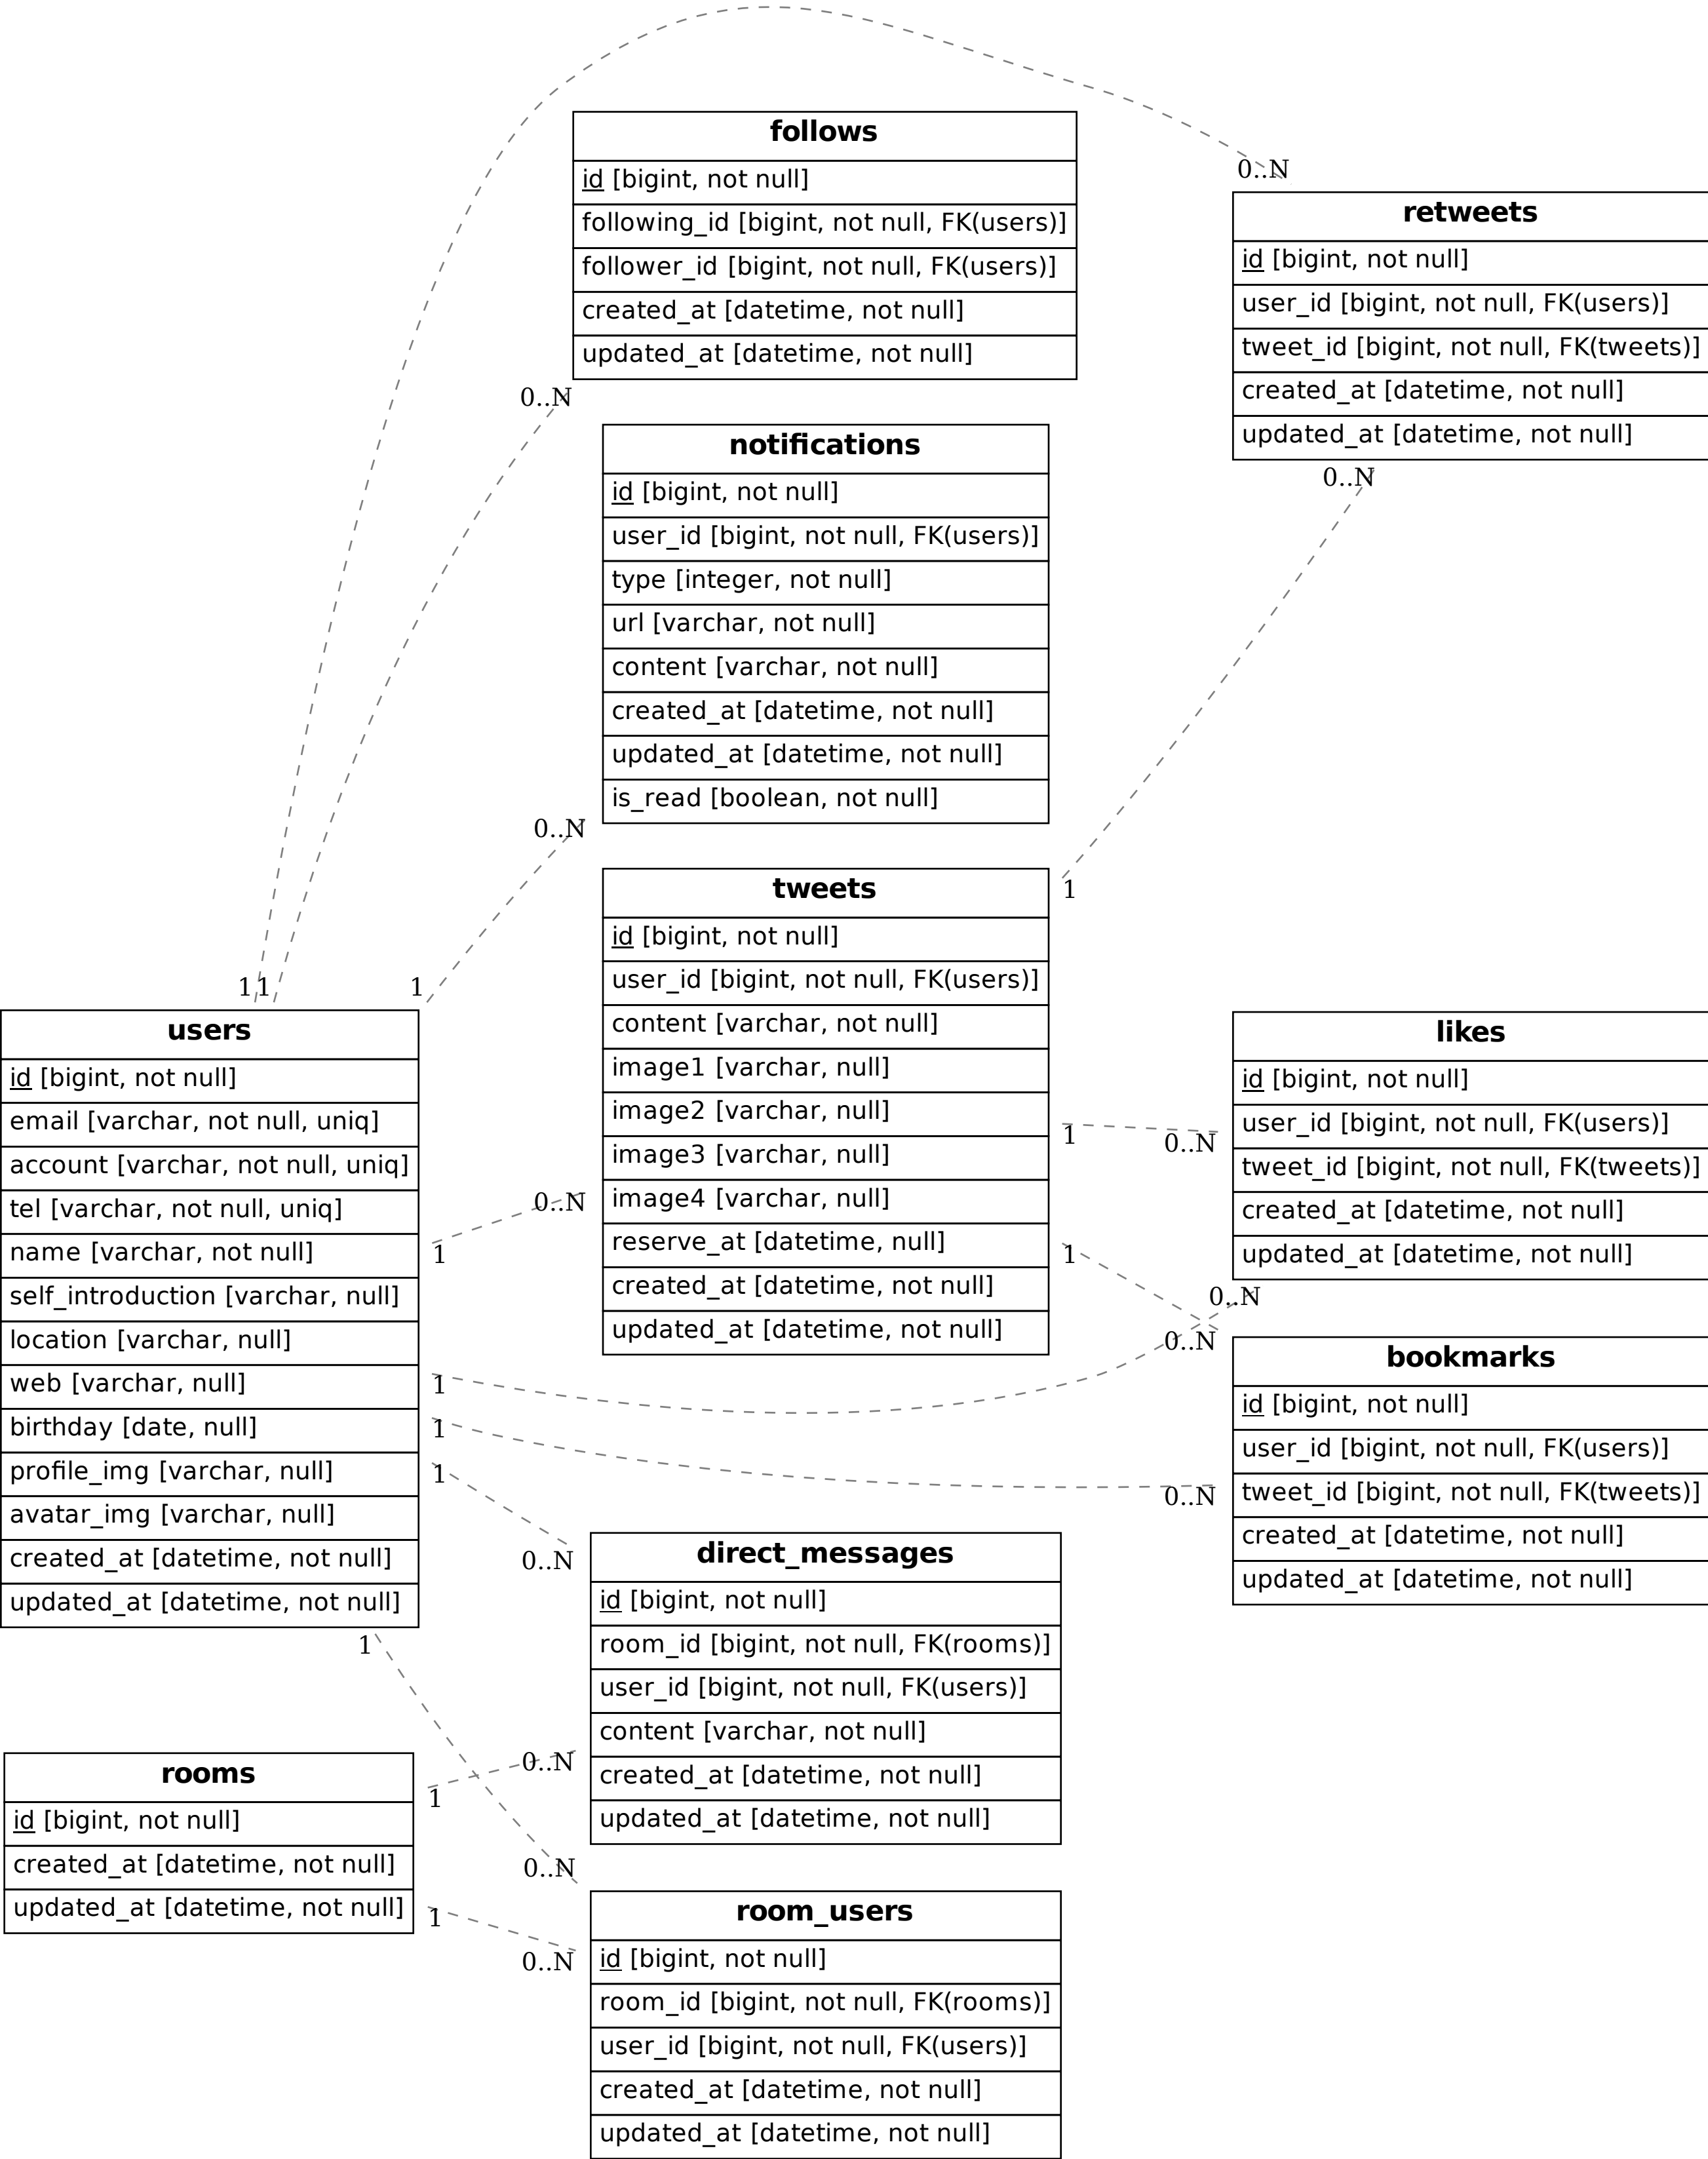 0..N
follows
id [bigint, not null]
following_id [bigint, not null, FK(users)]
follower_id [bigint, not null, FK(users)]
created_at [datetime, not null]
updated_at [datetime, not null]
0..N
retweets
id [bigint, not null]
user_id [bigint, not null, FK(users)]
tweet_id [bigint, not null, FK(tweets)]
created_at [datetime, not null]
updated_at [datetime, not null]
0..N
notifications
id [bigint, not null]
user_id [bigint, not null, FK(users)]
type [integer, not null]
url [varchar, not null]
content [varchar, not null]
created_at [datetime, not null]
updated_at [datetime, not null]
is_read [boolean, not null]
0..N
tweets
id [bigint, not null]
user_id [bigint, not null, FK(users)]
content [varchar, not null]
image1 [varchar, null]
image2 [varchar, null]
image3 [varchar, null]
image4 [varchar, null]
reserve_at [datetime, null]
created_at [datetime, not null]
updated_at [datetime, not null]
1
1
1
1
users
id [bigint, not null]
email [varchar, not null, uniq]
account [varchar, not null, uniq]
tel [varchar, not null, uniq]
name [varchar, not null]
self_introduction [varchar, null]
location [varchar, null]
web [varchar, null]
birthday [date, null]
profile_img [varchar, null]
avatar_img [varchar, null]
created_at [datetime, not null]
updated_at [datetime, not null]
likes
id [bigint, not null]
user_id [bigint, not null, FK(users)]
tweet_id [bigint, not null, FK(tweets)]
created_at [datetime, not null]
updated_at [datetime, not null]
1
0..N
0..N
1
1
0..N
0..N
1
1
1
0..N
bookmarks
id [bigint, not null]
user_id [bigint, not null, FK(users)]
tweet_id [bigint, not null, FK(tweets)]
created_at [datetime, not null]
updated_at [datetime, not null]
0..N
direct_messages
id [bigint, not null]
room_id [bigint, not null, FK(rooms)]
user_id [bigint, not null, FK(users)]
content [varchar, not null]
created_at [datetime, not null]
updated_at [datetime, not null]
1
0..N
1
rooms
id [bigint, not null]
created_at [datetime, not null]
updated_at [datetime, not null]
0..N
1
0..N
room_users
id [bigint, not null]
room_id [bigint, not null, FK(rooms)]
user_id [bigint, not null, FK(users)]
created_at [datetime, not null]
updated_at [datetime, not null]